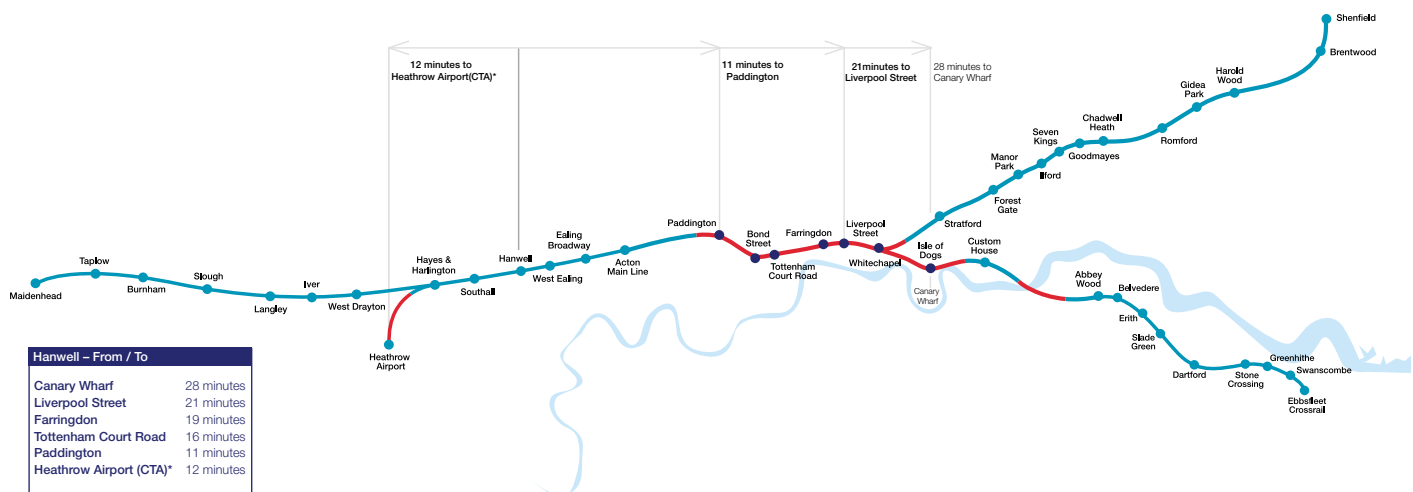 Shenfield
Brentwood
Harold
Wood
Gidea
Park
Romford
Chadwell
Heath
Goodmayes
Seven
Kings
Ilford
Manor
Park
Forest
Gate
Stratford
12 minutes to
Heathrow Airport(CTA)*
11 minutes to
Paddington
21minutes to
Liverpool Street
28 minutes to
Canary Wharf
Maidenhead
Taplow
Burnham
Slough
Langley
Iver
West Drayton
Hayes &
Harlington
Heathrow
Airport
Southall
Hanwell
West Ealing
Ealing
Broadway
Acton
Main Line
Paddington
Bond
Street
Tottenham
Court Road
Farringdon
Liverpool
Street
Whitechapel
Isle of
Dogs
Canary
Wharf
Custom
House
Abbey
Wood
Belvedere
Erith
Slade
Green
Dartford
Stone
Crossing
Greenhithe
Swanscombe
Ebbsfleet
Crossrail
Hanwell – From / To
Canary Wharf 28 minutes
Liverpool Street 21 minutes
Farringdon 19 minutes
Tottenham Court Road 16 minutes
Paddington 11 minutes
Heathrow Airport (CTA)* 12 minutes